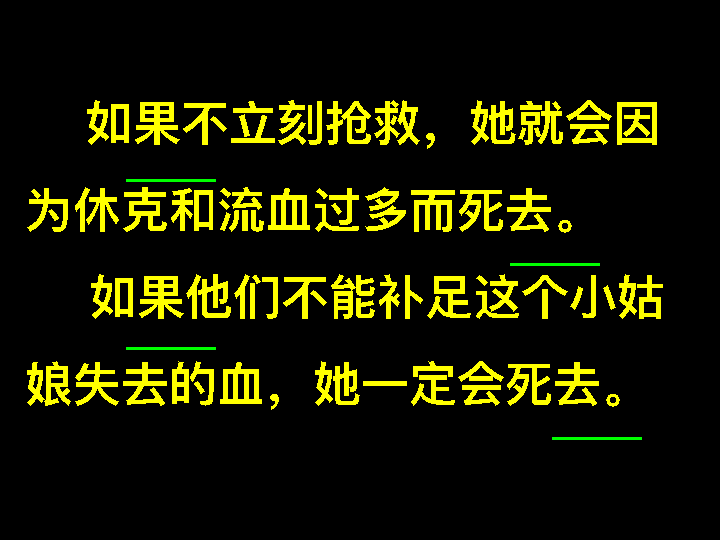 如果不立刻抢救，她就会因
为休克和流血过多而死去。
如果他们不能补足这个小姑
娘失去的血，她一定会死去。